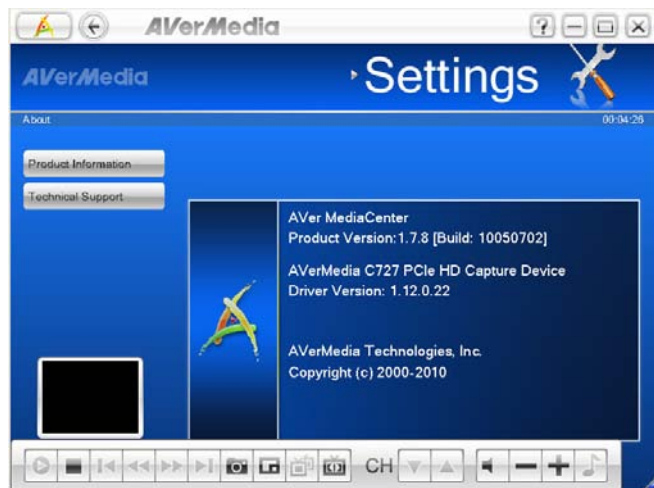 AVerMedia
AVerMedia
Settings
About
00:04:26
Product Information
Technical Support
AVer MediaCenter
Product Version:1.7.8 [Build: 10050702]
AVerMedia C727 PCIe HD Capture Device
Driver Version: 1.12.0.22
AVerMedia Technologies, Inc.
Copyright (c) 2000-2010
CH